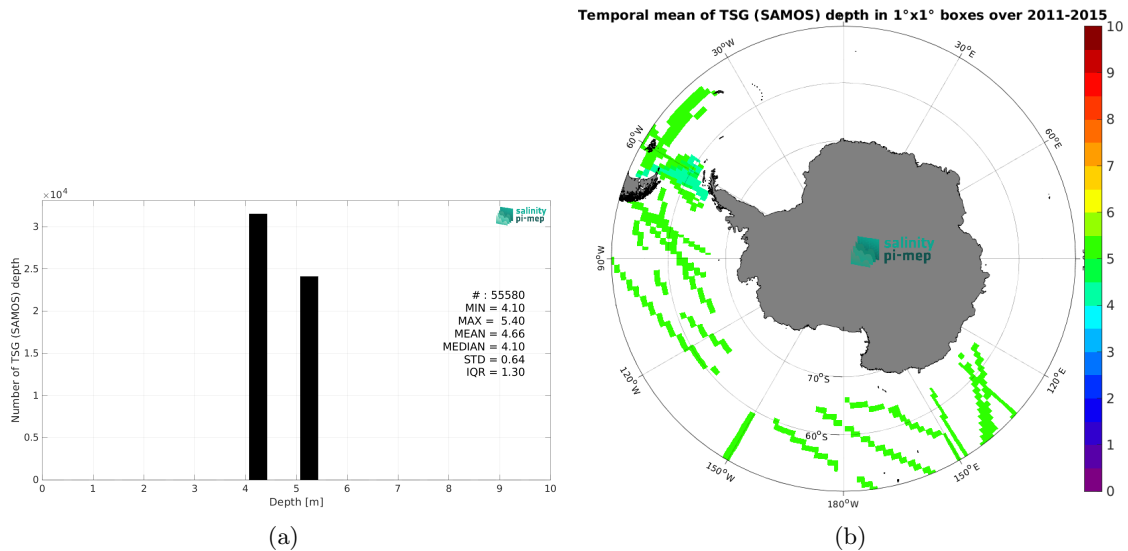 ×10⁴
3
2.5
2
1.5
1
0.5
0
Number of TSG (SAMOS) depth
salinity
pi-mep
# : 55580
MIN = 4.10
MAX = 5.40
MEAN = 4.66
MEDIAN = 4.10
STD = 0.64
IQR = 1.30
0 1 2 3 4 5 6 7 8 9 10
Depth [m]
(a)
Temporal mean of TSG (SAMOS) depth in 1°x1° boxes over 2011-2015
30°W
30°E
60°W
60°E
90°W
120°W
120°E
150°W
150°E
180°W
70°S
60°S
salinity
pi-mep
10
9
8
7
6
5
4
3
2
1
0
(b)